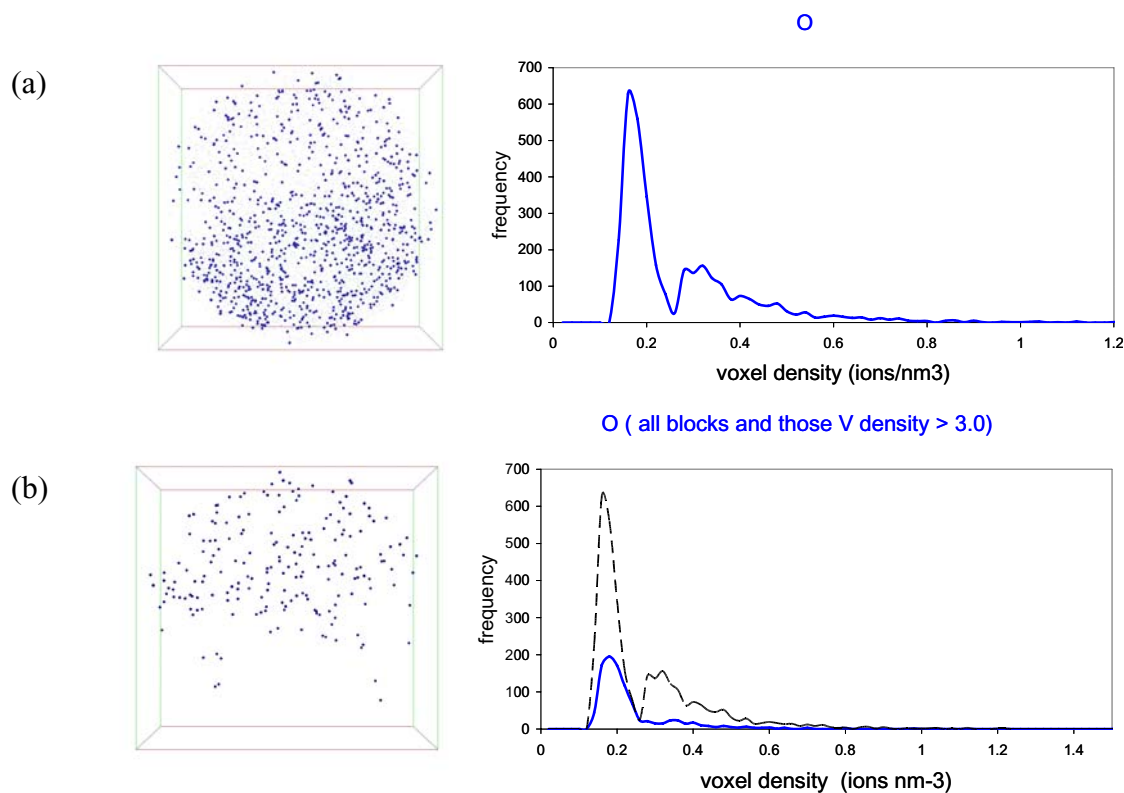 O
(a)
700
600
500
400
300
200
100
0
frequency
0 0.2 0.4 0.6 0.8 1 1.2
voxel density (ions/nm3)
O ( all blocks and those V density > 3.0)
(b)
700
600
500
400
300
200
100
0
frequency
0 0.2 0.4 0.6 0.8 1 1.2 1.4
voxel density  (ions nm-3)